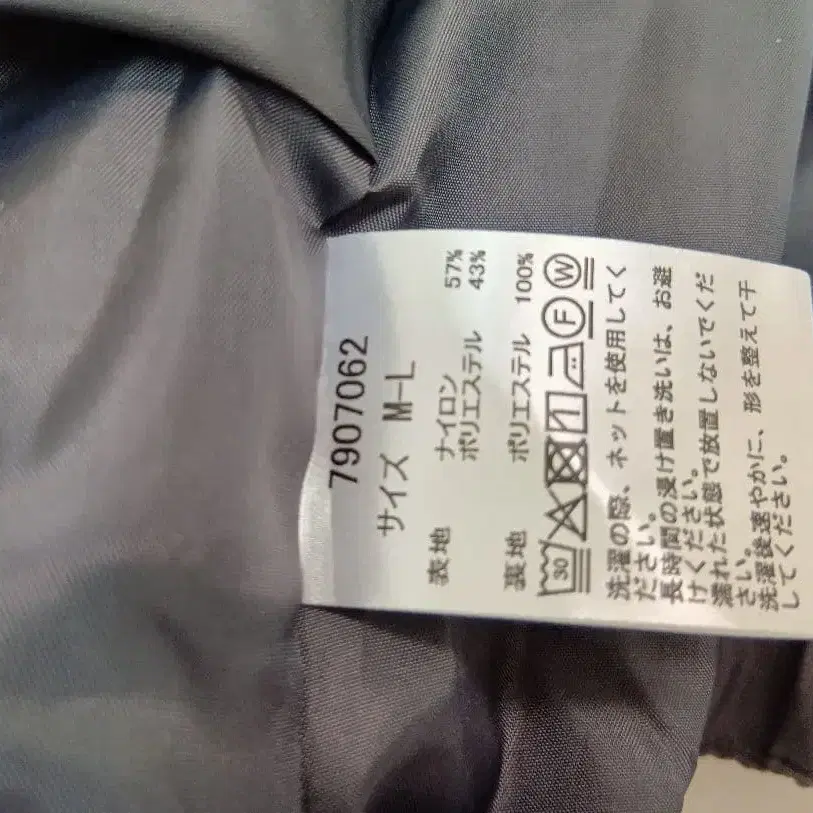 7907062
サイズ M-L
表地 ナイロン 57%
ポリエステル 43%
裏地 ポリエステル 100%
30 F W
洗濯の際、ネットを使用してく
ださい。
長時間の浸け置き洗いは、お避
けください。
濡れた状態で放置しないでくだ
さい。
洗濯後速やかに、形を整えて干
してください。